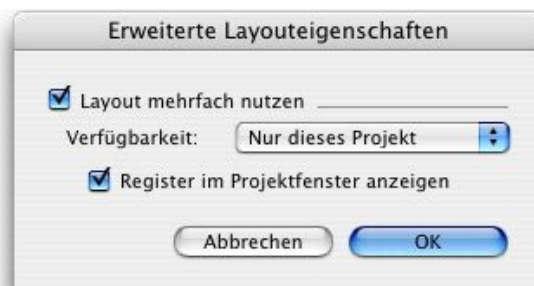 Erweiterte Layouteigenschaften
Layout mehrfach nutzen
Verfügbarkeit: Nur dieses Projekt
Register im Projektfenster anzeigen
Abbrechen OK